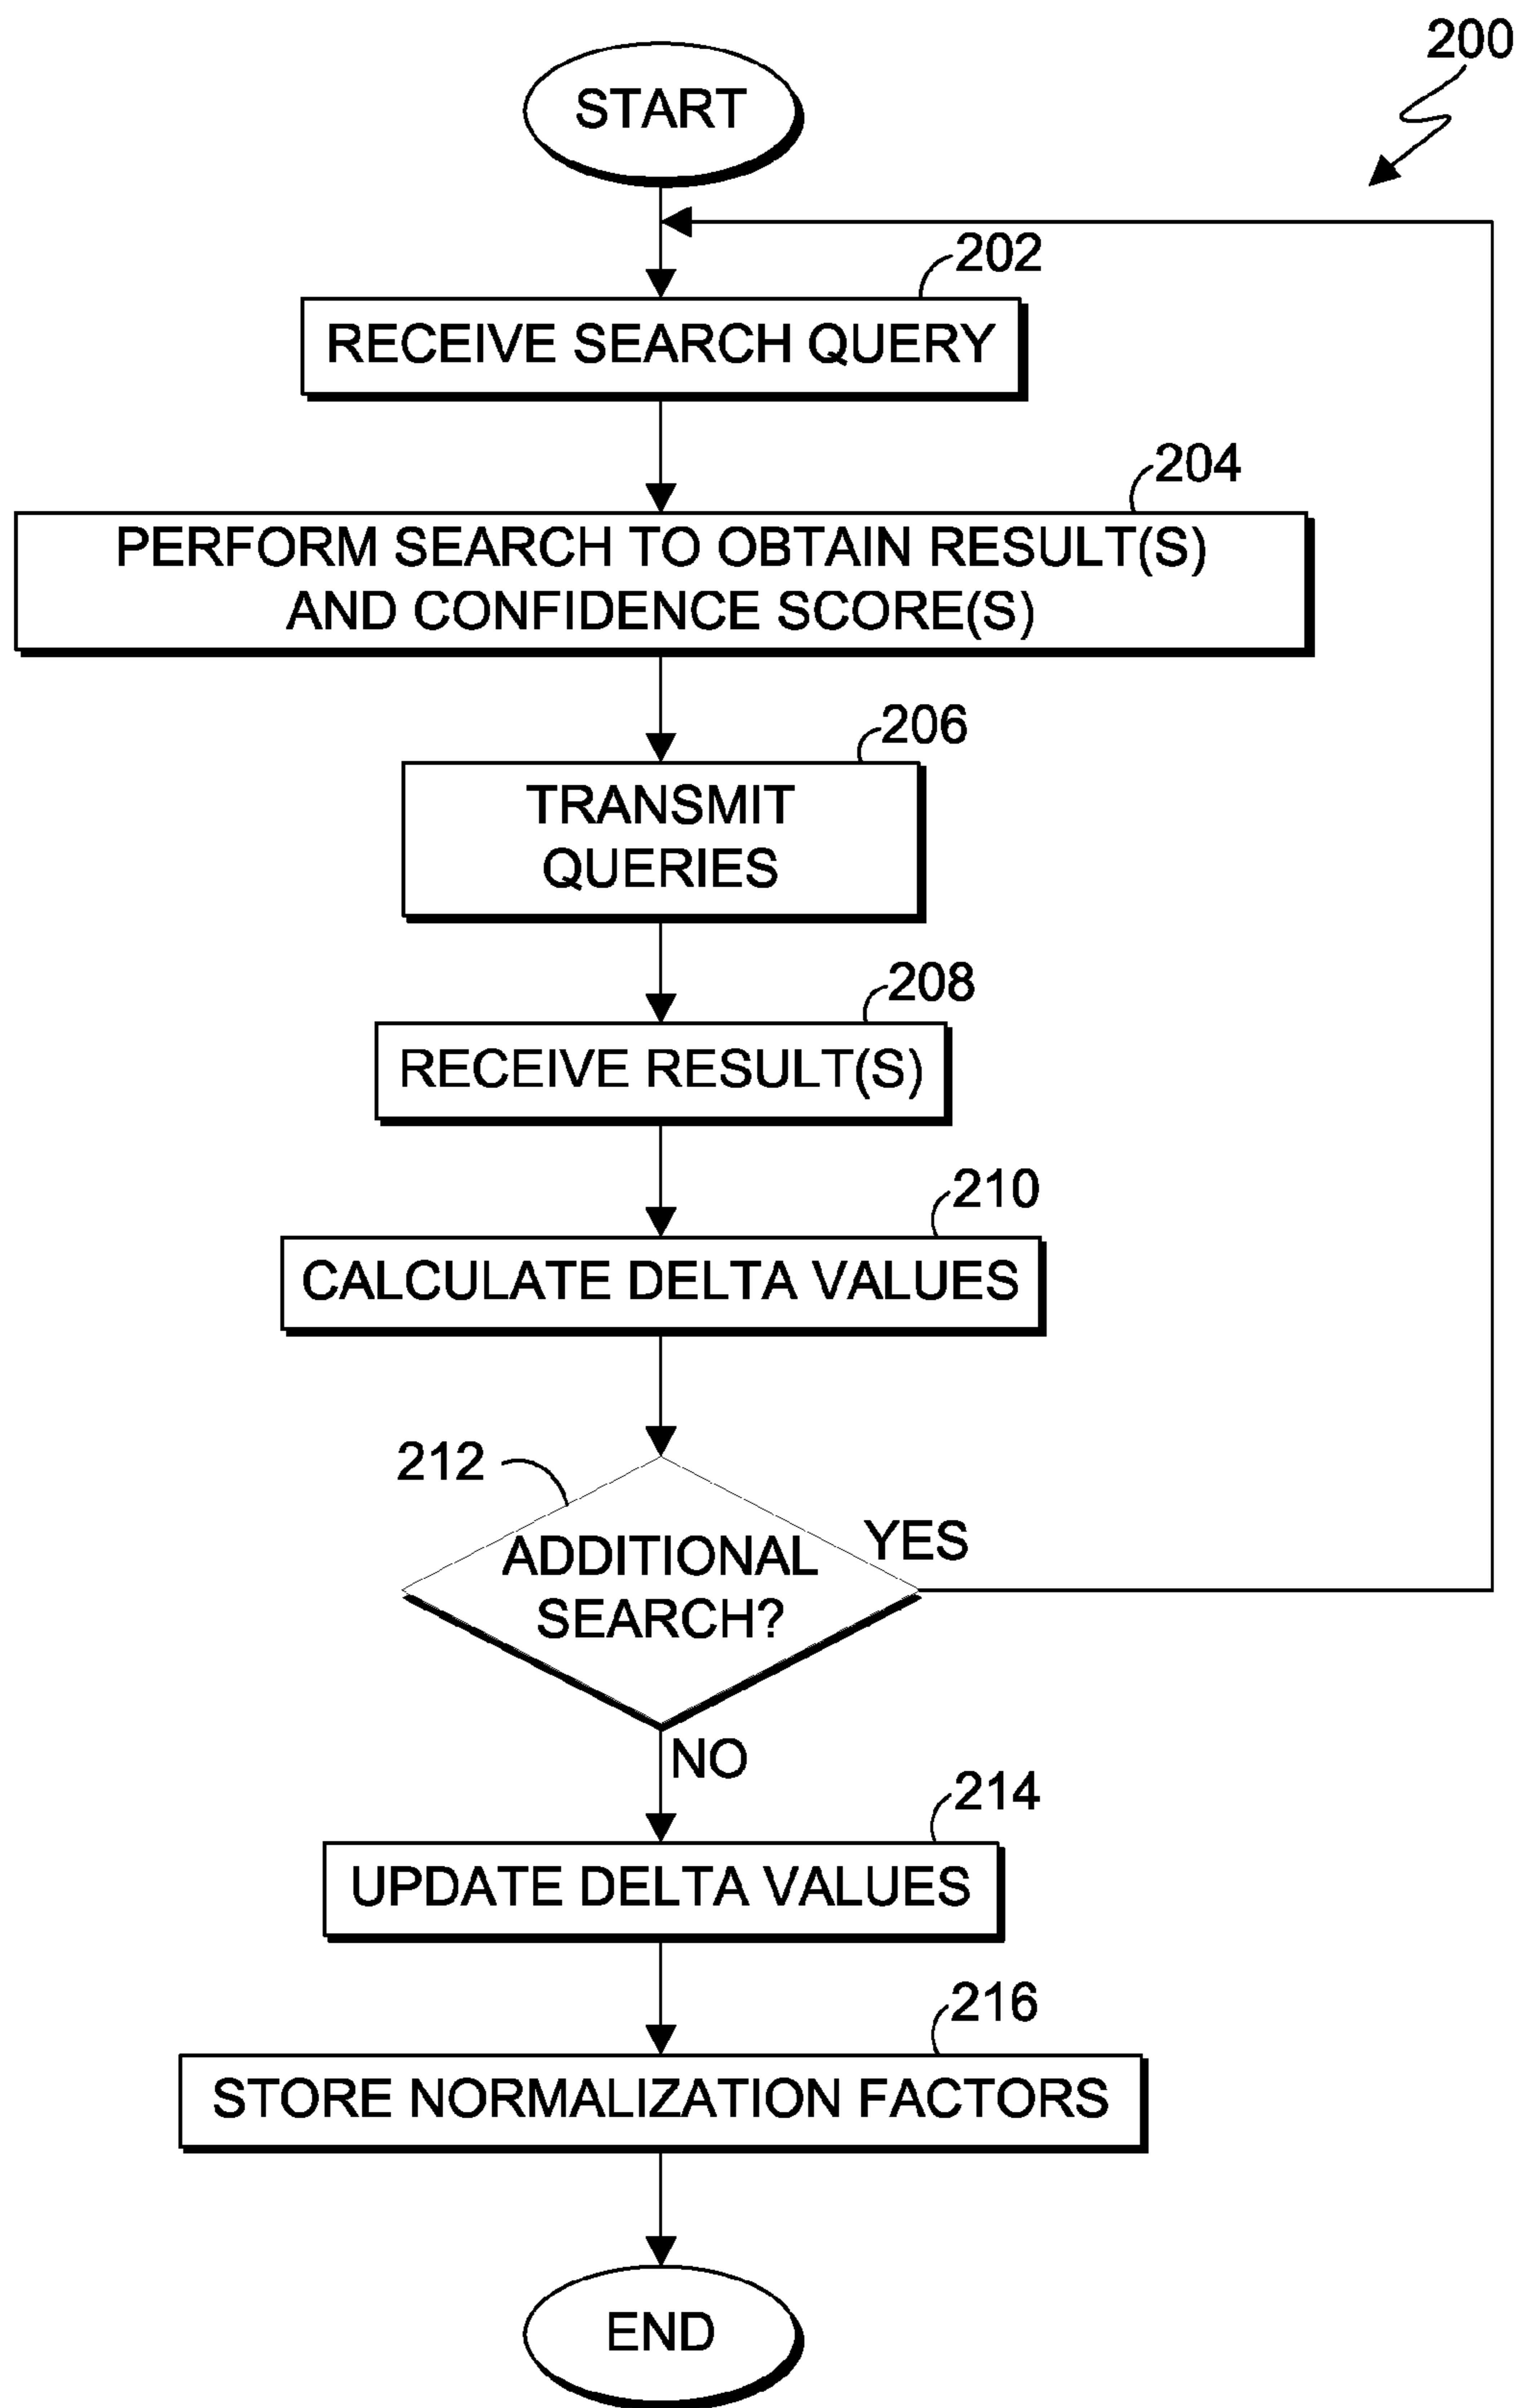 200
START
202
RECEIVE SEARCH QUERY
204
PERFORM SEARCH TO OBTAIN RESULT(S)
AND CONFIDENCE SCORE(S)
206
TRANSMIT
QUERIES
208
RECEIVE RESULT(S)
210
CALCULATE DELTA VALUES
212
ADDITIONAL
SEARCH?
YES
NO
214
UPDATE DELTA VALUES
216
STORE NORMALIZATION FACTORS
END